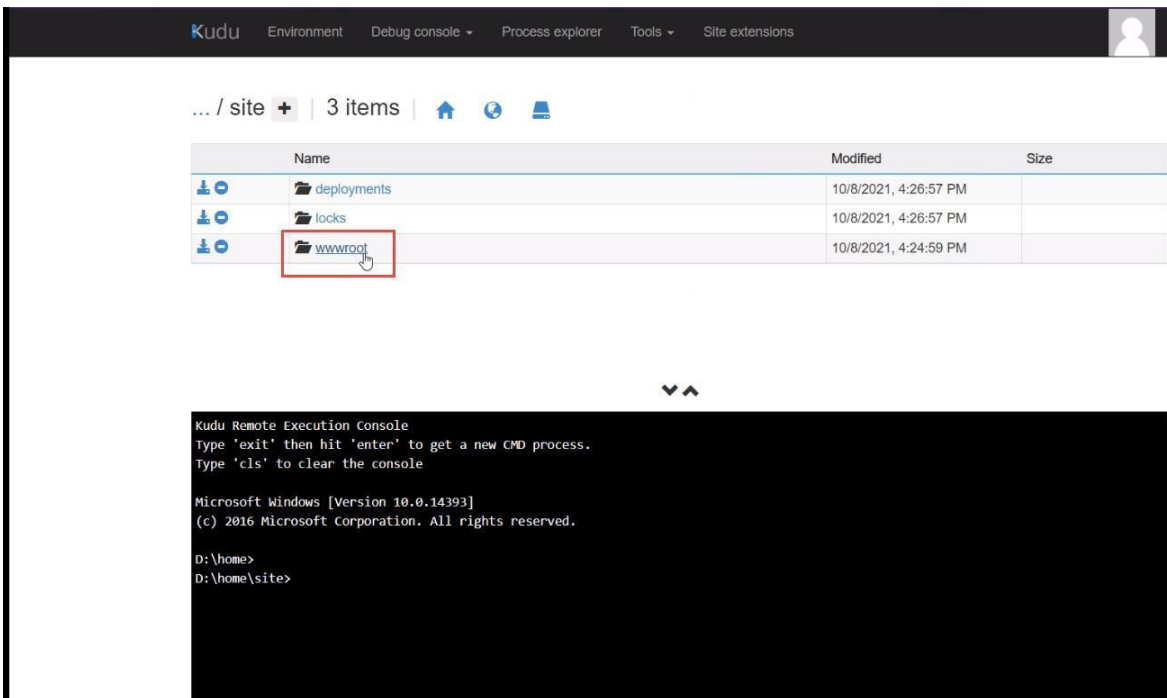 Kudu Environment Debug console Process explorer Tools Site extensions
... / site + | 3 items |
Name Modified Size
deployments 10/8/2021, 4:26:57 PM
locks 10/8/2021, 4:26:57 PM
wwwroot 10/8/2021, 4:24:59 PM
Kudu Remote Execution Console
Type 'exit' then hit 'enter' to get a new CMD process.
Type 'cls' to clear the console
Microsoft Windows [Version 10.0.14393]
(c) 2016 Microsoft Corporation. All rights reserved.
D:\home>
D:\home\site>